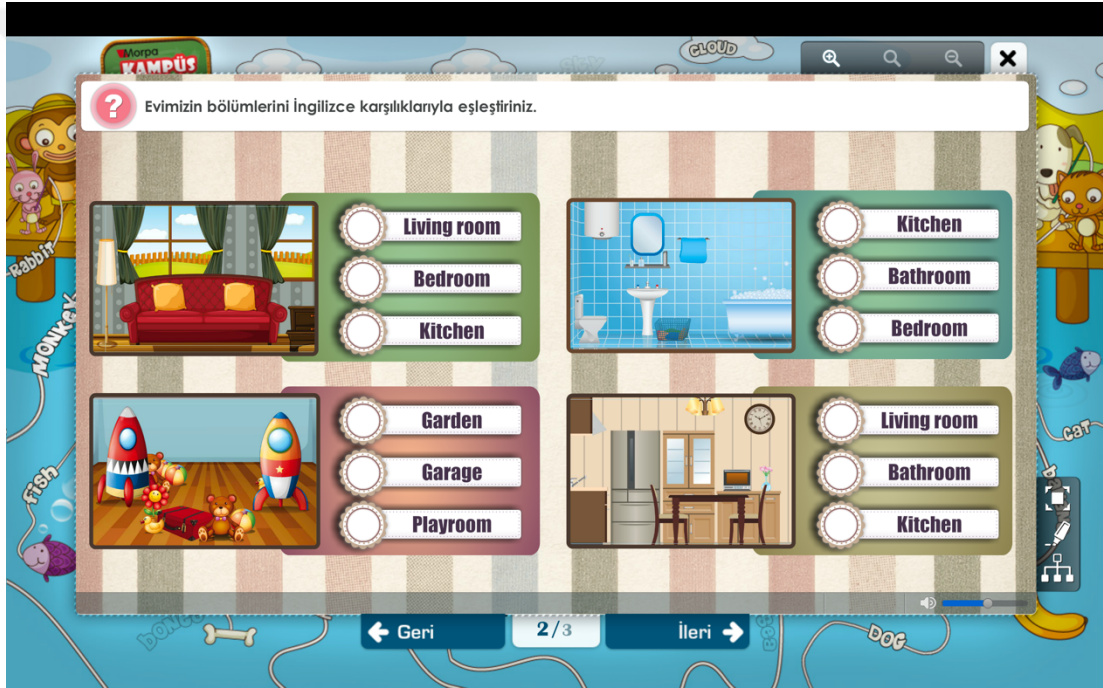 Morpa
KAMPÜS
CLOUD
SKY
Evimizin bölümlerini İngilizce karşılıklarıyla eşleştiriniz.
Living room
Bedroom
Kitchen
Kitchen
Bathroom
Bedroom
Garden
Garage
Playroom
Living room
Bathroom
Kitchen
Rabbit
MONKEY
fish
CAT
Geri
2/3
İleri
DOG